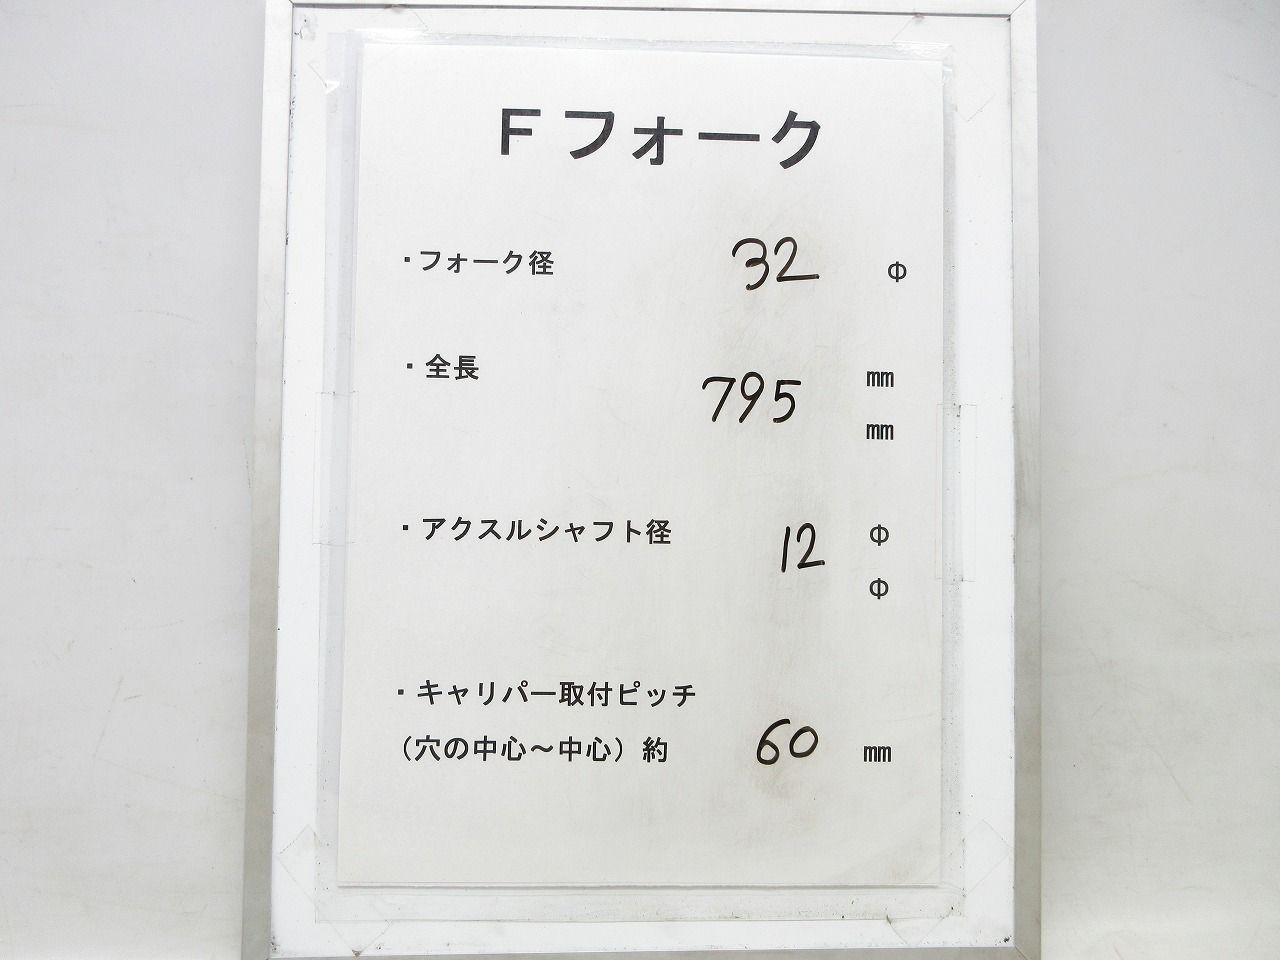 Fフォーク
・フォーク径 32 Φ
・全長 795 ㎜
㎜
・アクスルシャフト径 12 Φ
Φ
・キャリパー取付ピッチ
（穴の中心～中心）約 60 ㎜